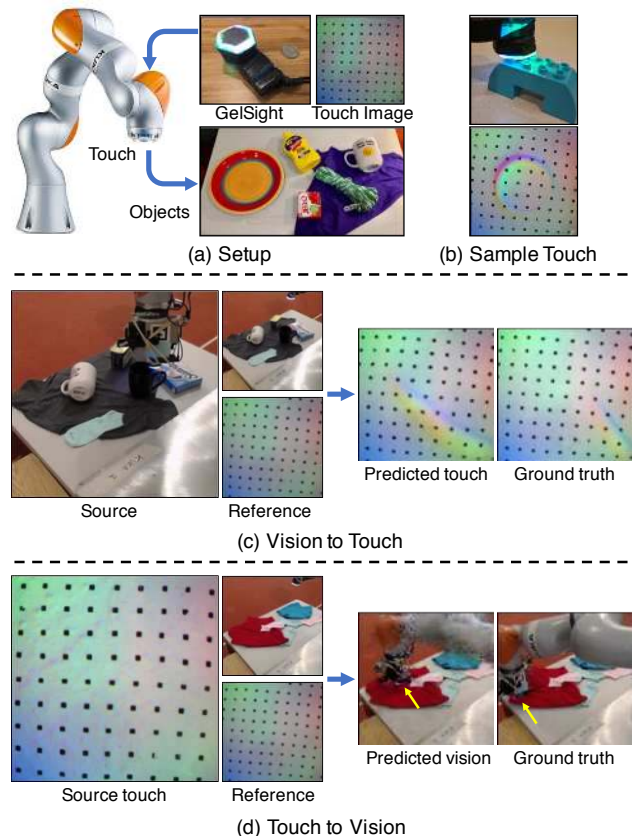 KUKA
GelSight
Touch Image
Touch
Objects
(a) Setup
(b) Sample Touch
Source
Reference
Predicted touch
Ground truth
(c) Vision to Touch
Source touch
Reference
Predicted vision
Ground truth
(d) Touch to Vision